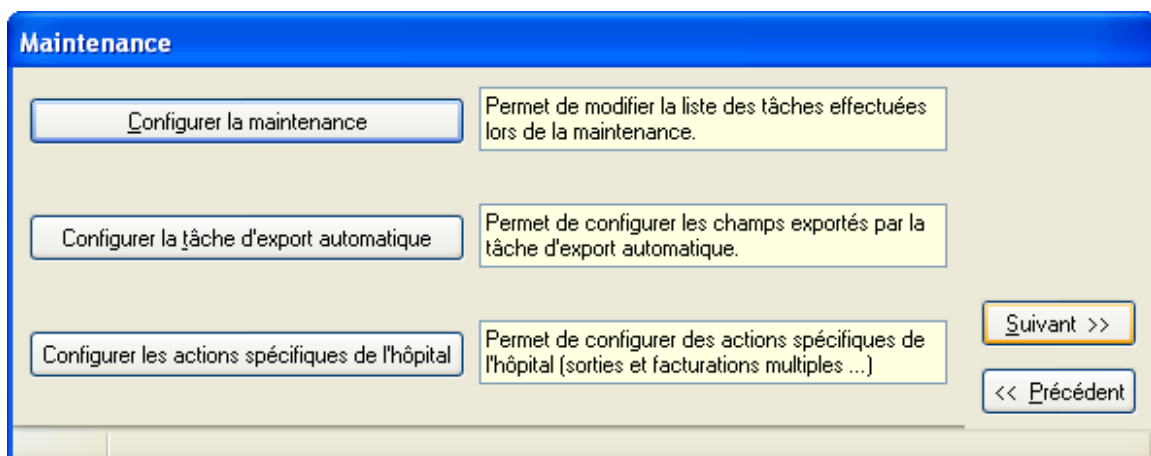 Maintenance
Configurer la maintenance
Permet de modifier la liste des tâches effectuées
lors de la maintenance.
Configurer la tâche d'export automatique
Permet de configurer les champs exportés par la
tâche d'export automatique.
Configurer les actions spécifiques de l'hôpital
Permet de configurer des actions spécifiques de
l'hôpital (sorties et facturations multiples ...)
Suivant >>
<< Précédent